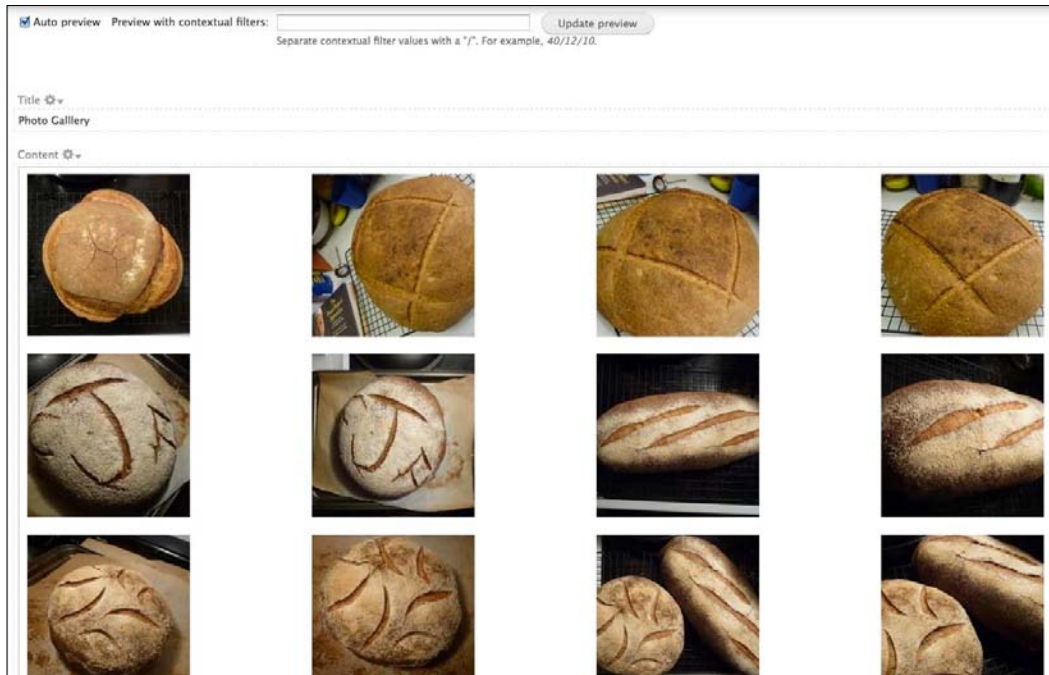 Auto preview Preview with contextual filters: Update preview
Separate contextual filter values with a "/". For example, 40/12/10.
Title
Photo Galllery
Content